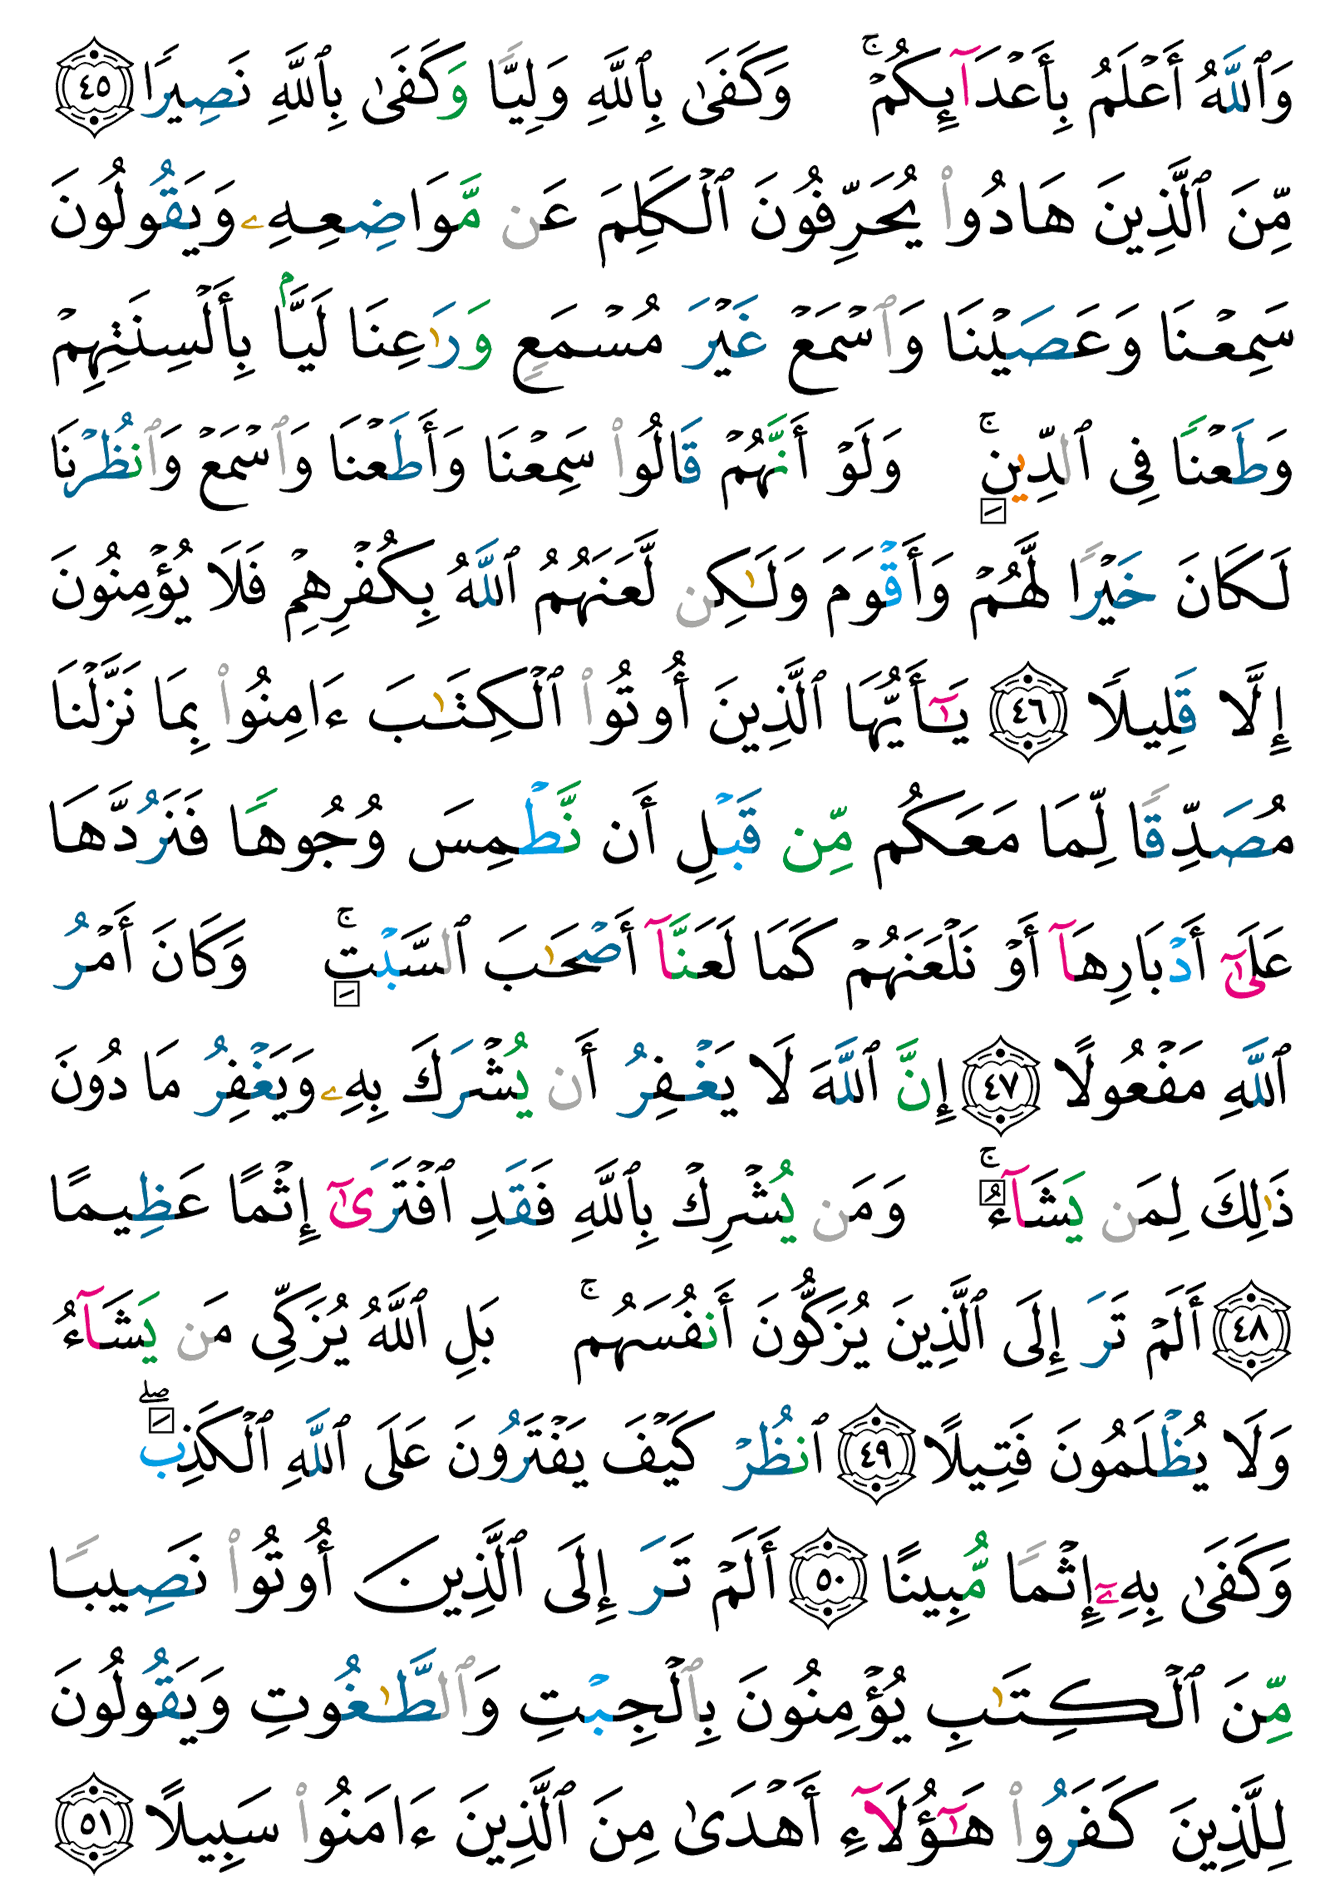 وَٱللَّهُ أَعْلَمُ بِأَعْدَآئِكُمْ ۚ وَكَفَىٰ بِٱللَّهِ وَلِيًّا وَكَفَىٰ بِٱللَّهِ نَصِيرًا ٤٥
مِّنَ ٱلَّذِينَ هَادُوا۟ يُحَرِّفُونَ ٱلْكَلِمَ عَن مَّوَاضِعِهِۦ وَيَقُولُونَ
سَمِعْنَا وَعَصَيْنَا وَٱسْمَعْ غَيْرَ مُسْمَعٍ وَرَٰعِنَا لَيًّۢا بِأَلْسِنَتِهِمْ
وَطَعْنًا فِى ٱلدِّينِ ۚ وَلَوْ أَنَّهُمْ قَالُوا۟ سَمِعْنَا وَأَطَعْنَا وَٱسْمَعْ وَٱنظُرْنَا
لَكَانَ خَيْرًا لَّهُمْ وَأَقْوَمَ وَلَـٰكِن لَّعَنَهُمُ ٱللَّهُ بِكُفْرِهِمْ فَلَا يُؤْمِنُونَ
إِلَّا قَلِيلًا ٤٦ يَـٰٓأَيُّهَا ٱلَّذِينَ أُوتُوا۟ ٱلْكِتَـٰبَ ءَامِنُوا۟ بِمَا نَزَّلْنَا
مُصَدِّقًا لِّمَا مَعَكُم مِّن قَبْلِ أَن نَّطْمِسَ وُجُوهًا فَنَرُدَّهَا
عَلَىٰٓ أَدْبَارِهَآ أَوْ نَلْعَنَهُمْ كَمَا لَعَنَّآ أَصْحَـٰبَ ٱلسَّبْتِ ۚ وَكَانَ أَمْرُ
ٱللَّهِ مَفْعُولًا ٤٧ إِنَّ ٱللَّهَ لَا يَغْفِرُ أَن يُشْرَكَ بِهِۦ وَيَغْفِرُ مَا دُونَ
ذَٰلِكَ لِمَن يَشَآءُ ۚ وَمَن يُشْرِكْ بِٱللَّهِ فَقَدِ ٱفْتَرَىٰٓ إِثْمًا عَظِيمًا
٤٨ أَلَمْ تَرَ إِلَى ٱلَّذِينَ يُزَكُّونَ أَنفُسَهُم ۚ بَلِ ٱللَّهُ يُزَكِّى مَن يَشَآءُ
وَلَا يُظْلَمُونَ فَتِيلًا ٤٩ ٱنظُرْ كَيْفَ يَفْتَرُونَ عَلَى ٱللَّهِ ٱلْكَذِبَ ۖ
وَكَفَىٰ بِهِۦٓ إِثْمًا مُّبِينًا ٥٠ أَلَمْ تَرَ إِلَى ٱلَّذِينَ أُوتُوا۟ نَصِيبًا
مِّنَ ٱلْكِتَـٰبِ يُؤْمِنُونَ بِٱلْجِبْتِ وَٱلطَّـٰغُوتِ وَيَقُولُونَ
لِلَّذِينَ كَفَرُوا۟ هَـٰٓؤُلَآءِ أَهْدَىٰ مِنَ ٱلَّذِينَ ءَامَنُوا۟ سَبِيلًا ٥١